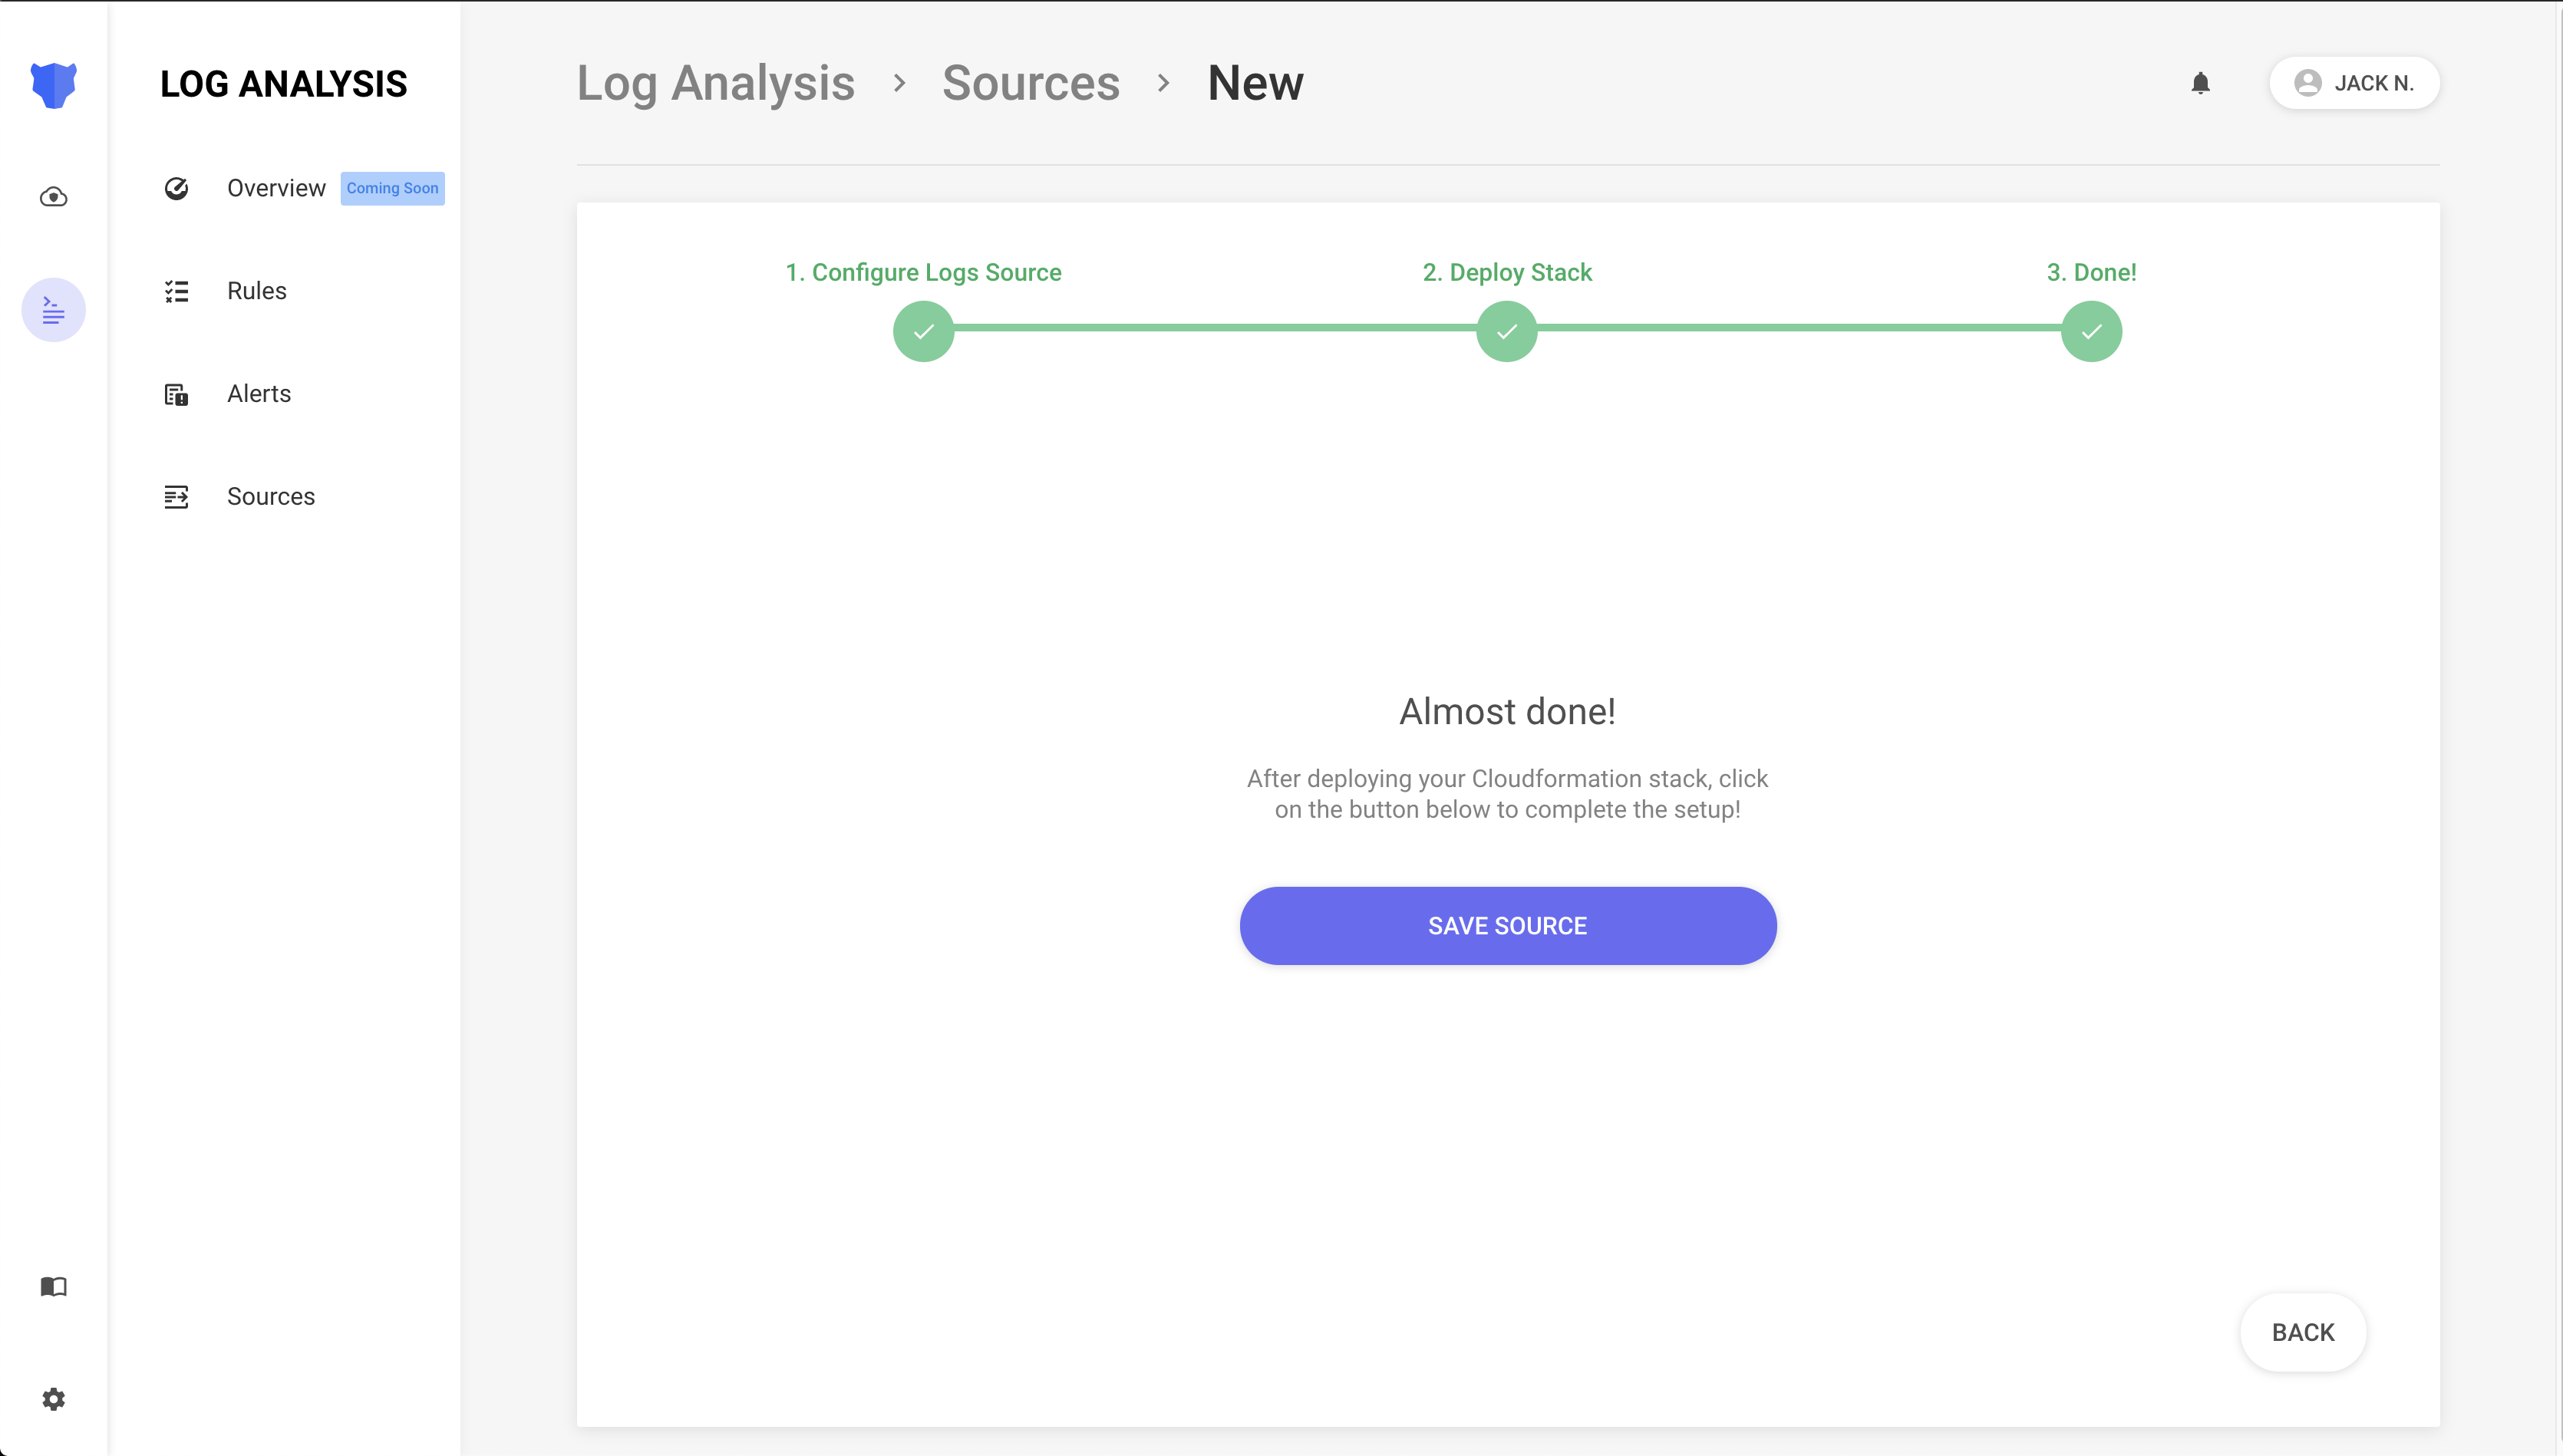 LOG ANALYSIS
Overview Coming Soon
Rules
Alerts
Sources
Log Analysis > Sources > New
JACK N.
1. Configure Logs Source
2. Deploy Stack
3. Done!
Almost done!
After deploying your Cloudformation stack, click
on the button below to complete the setup!
SAVE SOURCE
BACK